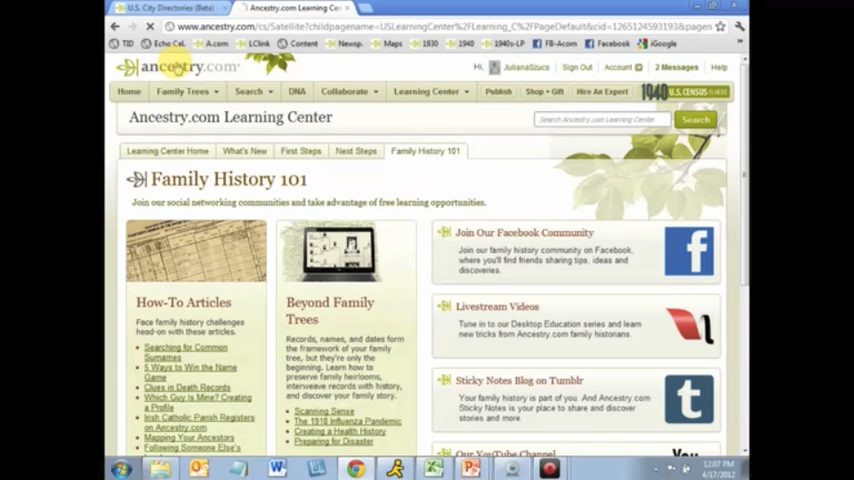 U.S. City Directories (Beta)
Ancestry.com Learning Cen
www.ancestry.com/cs/Satellite?childpagename=USLearningCenter%2FLearning_C%2FPageDefault&cid=1265124593193&pagen
TID Echo Cal. A.com LClink Content Newsp. Maps 1930 1940 1940s-LP FB-Acorn Facebook iGoogle
ancestry.com
Hi, JulianaSzucs Sign Out Account 2 Messages Help
Home Family Trees Search DNA Collaborate Learning Center Publish Shop + Gift Hire An Expert 1940 U.S. CENSUS IS HERE
Ancestry.com Learning Center
Search Ancestry.com Learning Center Search
Learning Center Home What's New First Steps Next Steps Family History 101
Family History 101
Join our social networking communities and take advantage of free learning opportunities.
How-To Articles
Face family history challenges
head-on with these articles.
Searching for Common
Surnames
5 Ways to Win the Name
Game
Clues in Death Records
Which Guy Is Mine? Creating
a Profile
Irish Catholic Parish Registers
on Ancestry.com
Mapping Your Ancestors
Following Someone Else's
Beyond Family
Trees
Records, names, and dates form
the framework of your family
tree, but they're only the
beginning. Learn how to
preserve family heirlooms,
interweave records with history,
and discover your family story.
Scanning Sense
The 1918 Influenza Pandemic
Creating a Health History
Preparing for Disaster
Join Our Facebook Community
Join our family history community on Facebook,
where you'll find friends sharing tips, ideas and
discoveries.
Livestream Videos
Tune in to our Desktop Education series and learn
new tricks from Ancestry.com family historians.
Sticky Notes Blog on Tumblr
Your family history is part of you. And Ancestry.com
Sticky Notes is your place to share and discover
stories and more.
Our YouTube Channel
You
12:07 PM
4/17/2012